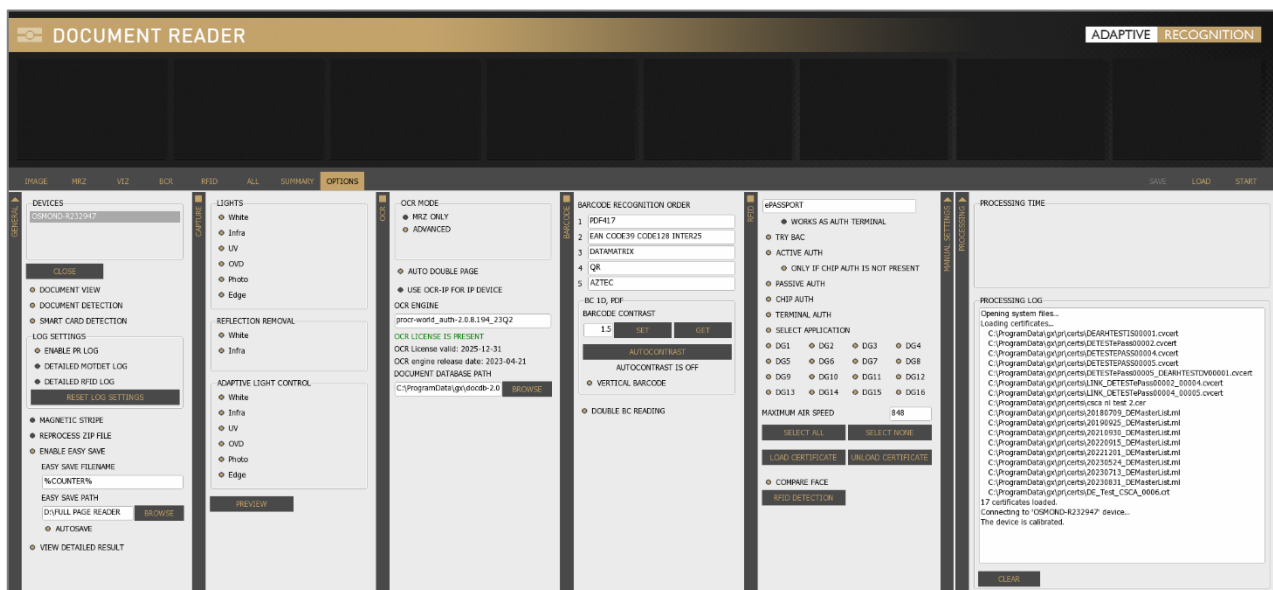 DOCUMENT READER
ADAPTIVE RECOGNITION
IMAGE MRZ VIZ BCR RFID ALL SUMMARY OPTIONS SAVE LOAD START
GENERAL
DEVICES
OSMOND-R232947
CLOSE
DOCUMENT VIEW
DOCUMENT DETECTION
SMART CARD DETECTION
LOG SETTINGS
ENABLE PR LOG
DETAILED MOTDET LOG
DETAILED RFID LOG
RESET LOG SETTINGS
MAGNETIC STRIPE
REPROCESS ZIP FILE
ENABLE EASY SAVE
EASY SAVE FILENAME
%COUNTER%
EASY SAVE PATH
D:\FULL PAGE READER BROWSE
AUTOSAVE
VIEW DETAILED RESULT
CAPTURE
LIGHTS
White
Infra
UV
OVD
Photo
Edge
REFLECTION REMOVAL
White
Infra
ADAPTIVE LIGHT CONTROL
White
Infra
UV
OVD
Photo
Edge
PREVIEW
OCR
OCR MODE
MRZ ONLY
ADVANCED
AUTO DOUBLE PAGE
USE OCR-IP FOR IP DEVICE
OCR ENGINE
procr-world_auth-2.0.8.194_23Q2
OCR LICENSE IS PRESENT
OCR License valid: 2025-12-31
OCR engine release date: 2023-04-21
DOCUMENT DATABASE PATH
C:\ProgramData\gx\docdb-2.0 BROWSE
BARCODE
BARCODE RECOGNITION ORDER
1 PDF417
2 EAN CODE39 CODE128 INTER25
3 DATAMATRIX
4 QR
5 AZTEC
BC 1D, PDF
BARCODE CONTRAST
1.5 SET GET
AUTOCONTRAST
AUTOCONTRAST IS OFF
VERTICAL BARCODE
DOUBLE BC READING
RFID
ePASSPORT
WORKS AS AUTH TERMINAL
TRY BAC
ACTIVE AUTH
ONLY IF CHIP AUTH IS NOT PRESENT
PASSIVE AUTH
CHIP AUTH
TERMINAL AUTH
SELECT APPLICATION
DG1 DG2 DG3 DG4
DG5 DG6 DG7 DG8
DG9 DG10 DG11 DG12
DG13 DG14 DG15 DG16
MAXIMUM AIR SPEED 848
SELECT ALL SELECT NONE
LOAD CERTIFICATE UNLOAD CERTIFICATE
COMPARE FACE
RFID DETECTION
MANUAL SETTINGS
PROCESSING
PROCESSING TIME
PROCESSING LOG
Opening system files...
Loading certificates...
C:\ProgramData\gx\pr\certs\DEARHTESTIS00001.cvcert
C:\ProgramData\gx\pr\certs\DETESTePass00002.cvcert
C:\ProgramData\gx\pr\certs\DETESTEPASS00004.cvcert
C:\ProgramData\gx\pr\certs\DETESTEPASS00005.cvcert
C:\ProgramData\gx\pr\certs\DETESTePass00005_DEARHTESTCDV00001.cvcert
C:\ProgramData\gx\pr\certs\LINK_DETESTePass00002_00004.cvcert
C:\ProgramData\gx\pr\certs\LINK_DETESTePass00004_00005.cvcert
C:\ProgramData\gx\pr\certs\csca nl test 2.cer
C:\ProgramData\gx\pr\certs\20180709_DEMasterList.ml
C:\ProgramData\gx\pr\certs\20190925_DEMasterList.ml
C:\ProgramData\gx\pr\certs\20210930_DEMasterList.ml
C:\ProgramData\gx\pr\certs\20220915_DEMasterList.ml
C:\ProgramData\gx\pr\certs\20221201_DEMasterList.ml
C:\ProgramData\gx\pr\certs\20230524_DEMasterList.ml
C:\ProgramData\gx\pr\certs\20230713_DEMasterList.ml
C:\ProgramData\gx\pr\certs\20230831_DEMasterList.ml
C:\ProgramData\gx\pr\certs\DE_Test_CSCA_0006.crt
17 certificates loaded.
Connecting to 'OSMOND-R232947' device...
The device is calibrated.
CLEAR